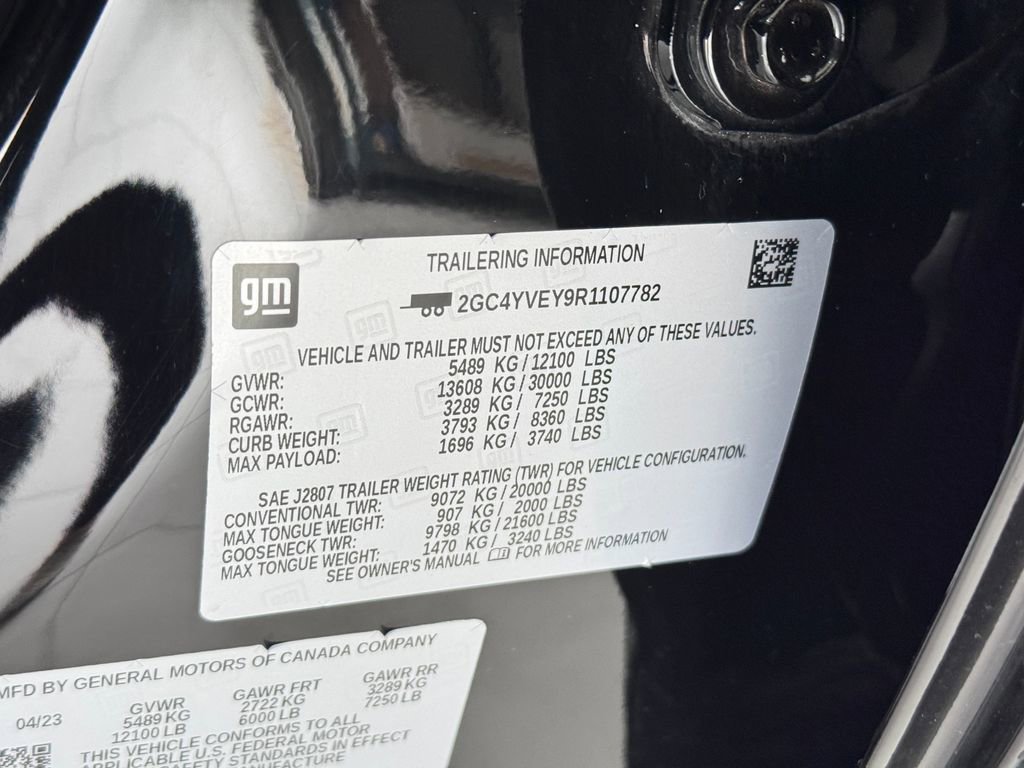 gm
TRAILERING INFORMATION
2GC4YVEY9R1107782
VEHICLE AND TRAILER MUST NOT EXCEED ANY OF THESE VALUES.
GVWR: 5489 KG/12100 LBS
GCWR: 13608 KG/30000 LBS
RGAWR: 3289 KG/ 7250 LBS
CURB WEIGHT: 3793 KG/ 8360 LBS
MAX PAYLOAD: 1696 KG/ 3740 LBS
SAE J2807 TRAILER WEIGHT RATING (TWR) FOR VEHICLE CONFIGURATION.
CONVENTIONAL TWR: 9072 KG/20000 LBS
MAX TONGUE WEIGHT: 907 KG/ 2000 LBS
GOOSENECK TWR: 9798 KG/21600 LBS
MAX TONGUE WEIGHT: 1470 KG/ 3240 LBS
SEE OWNER'S MANUAL FOR MORE INFORMATION
MFD BY GENERAL MOTORS OF CANADA COMPANY
04/23 GVWR GAWR FRT GAWR RR
5489 KG 2722 KG 3289 KG
12100 LB 6000 LB 7250 LB
THIS VEHICLE CONFORMS TO ALL
APPLICABLE U.S. FEDERAL MOTOR
SAFETY STANDARDS IN EFFECT
MANUFACTURE